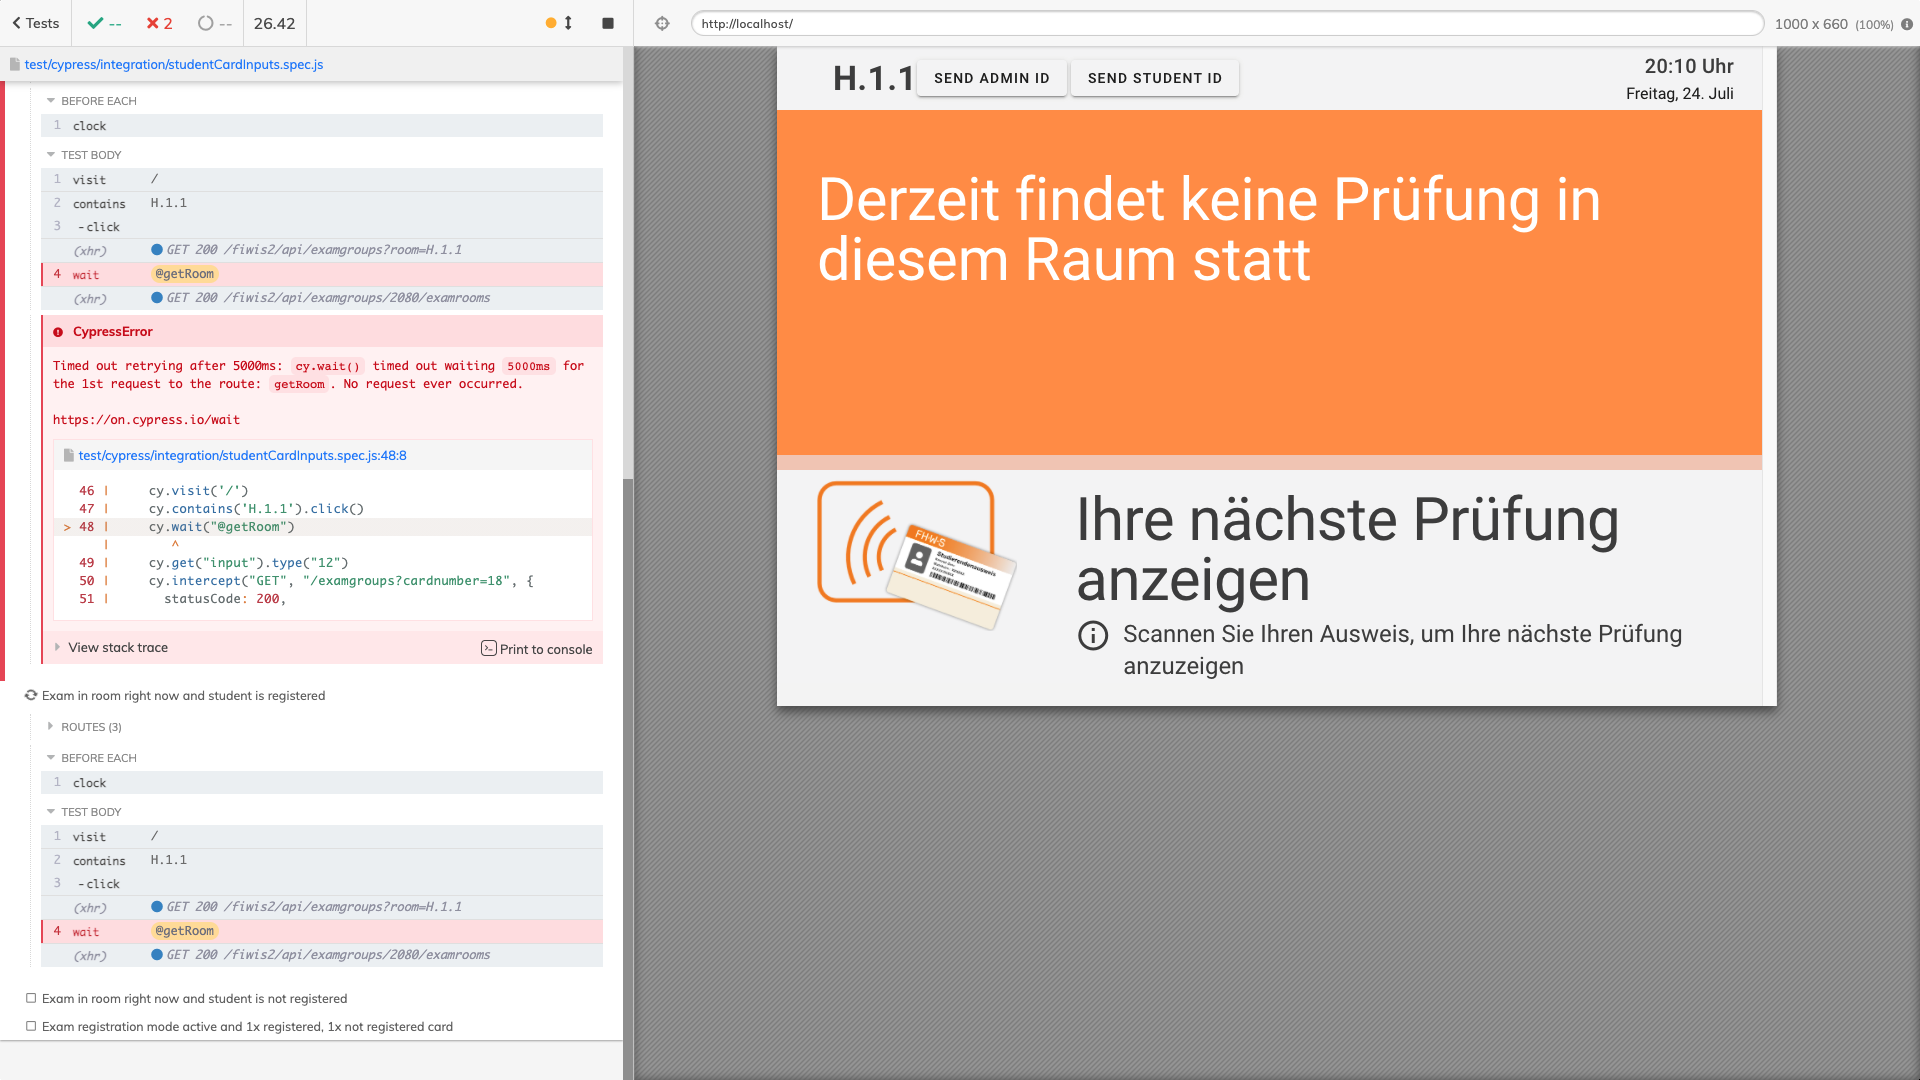 Tests
--
2
--
26.42
http://localhost/
1000 x 660 (100%)
test/cypress/integration/studentCardInputs.spec.js
BEFORE EACH
1 clock
TEST BODY
1 visit /
2 contains H.1.1
3 -click
(xhr) GET 200 /fiwis2/api/examgroups?room=H.1.1
4 wait @getRoom
(xhr) GET 200 /fiwis2/api/examgroups/2080/examrooms
CypressError
Timed out retrying after 5000ms: cy.wait() timed out waiting 5000ms for
the 1st request to the route: getRoom. No request ever occurred.
https://on.cypress.io/wait
test/cypress/integration/studentCardInputs.spec.js:48:8
46 | cy.visit('/')
47 | cy.contains('H.1.1').click()
> 48 | cy.wait("@getRoom")
| ^
49 | cy.get("input").type("12")
50 | cy.intercept("GET", "/examgroups?cardnumber=18", {
51 | statusCode: 200,
View stack trace
Print to console
Exam in room right now and student is registered
ROUTES (3)
BEFORE EACH
1 clock
TEST BODY
1 visit /
2 contains H.1.1
3 -click
(xhr) GET 200 /fiwis2/api/examgroups?room=H.1.1
4 wait @getRoom
(xhr) GET 200 /fiwis2/api/examgroups/2080/examrooms
Exam in room right now and student is not registered
Exam registration mode active and 1x registered, 1x not registered card
H.1.1
SEND ADMIN ID
SEND STUDENT ID
20:10 Uhr
Freitag, 24. Juli
Derzeit findet keine Prüfung in
diesem Raum statt
FH-W-S
Studierendenausweis
Ihre nächste Prüfung
anzeigen
Scannen Sie Ihren Ausweis, um Ihre nächste Prüfung
anzuzeigen